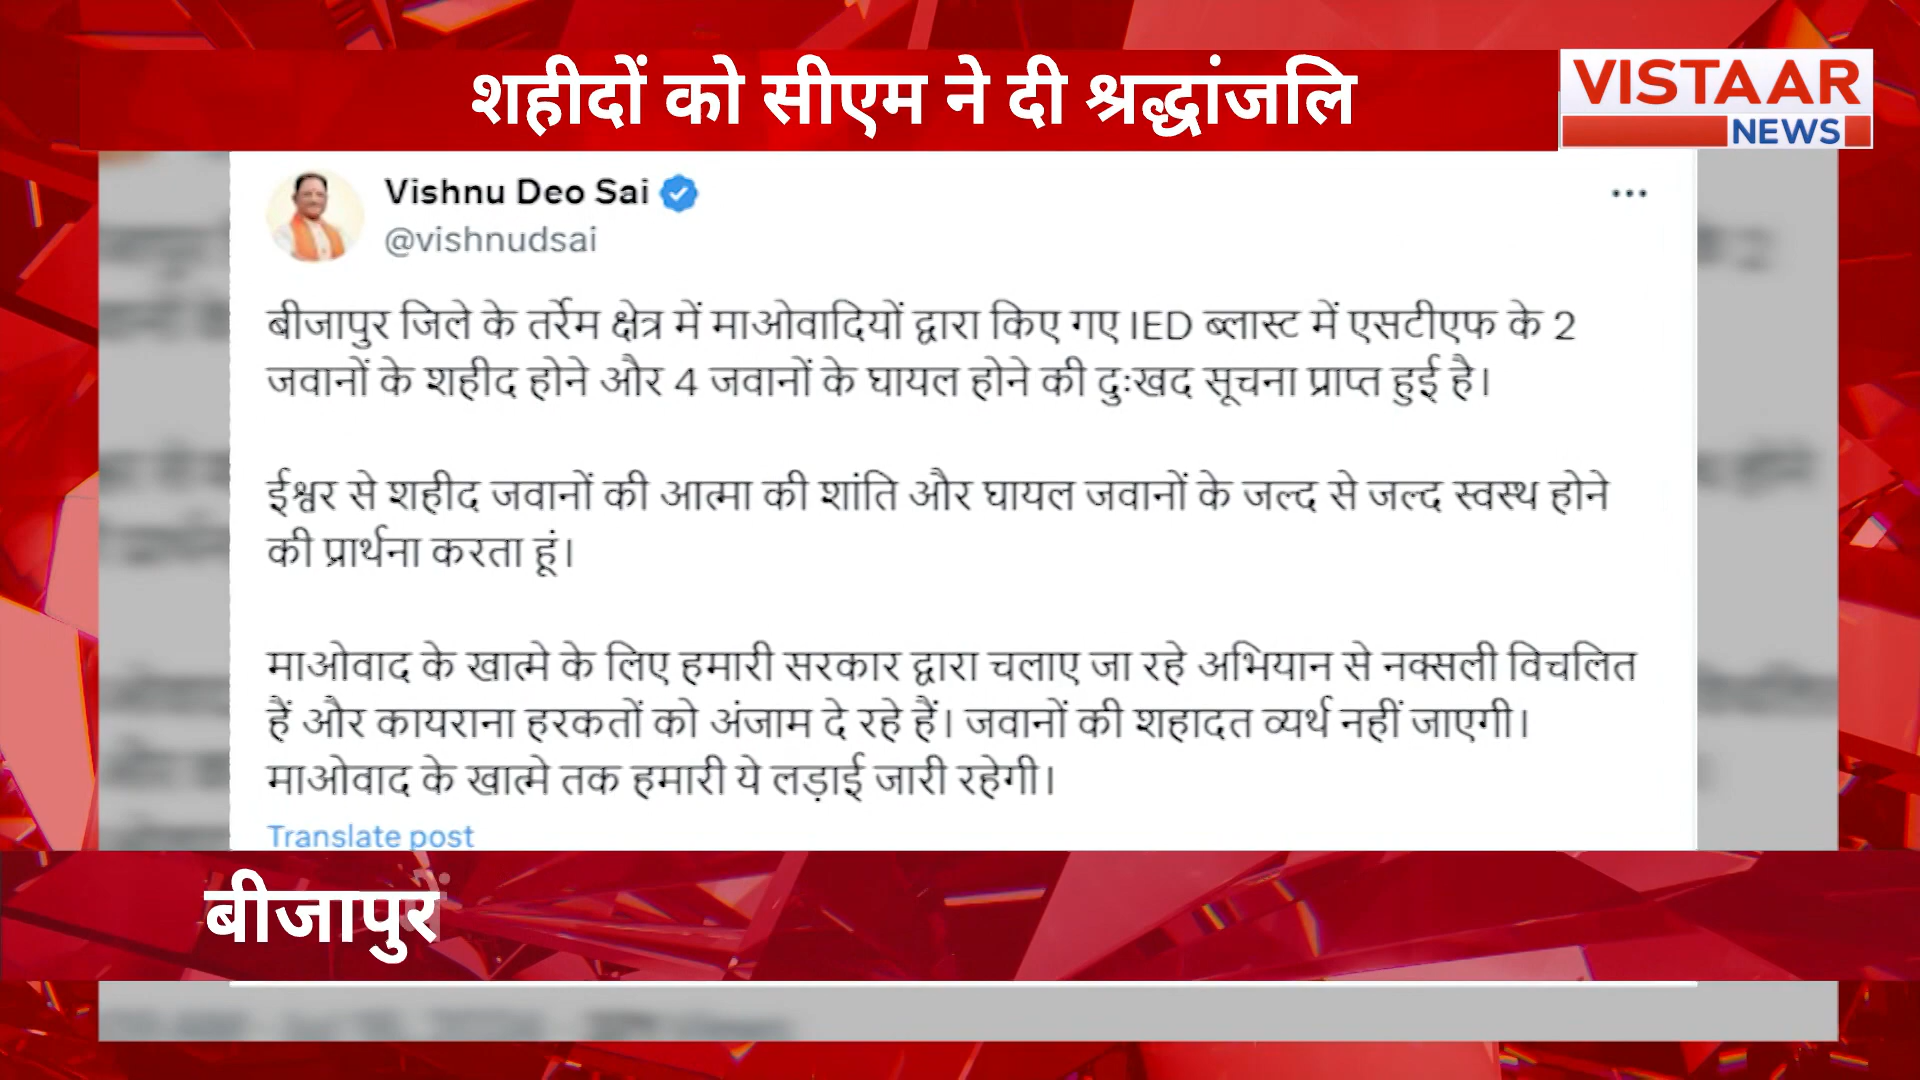 शहीदों को सीएम ने दी श्रद्धांजलि
VISTAAR
NEWS
Vishnu Deo Sai
@vishnudsai
बीजापुर जिले के तर्रेम क्षेत्र में माओवादियों द्वारा किए गए IED ब्लास्ट में एसटीएफ के 2
जवानों के शहीद होने और 4 जवानों के घायल होने की दुःखद सूचना प्राप्त हुई है।
ईश्वर से शहीद जवानों की आत्मा की शांति और घायल जवानों के जल्द से जल्द स्वस्थ होने
की प्रार्थना करता हूं।
माओवाद के खात्मे के लिए हमारी सरकार द्वारा चलाए जा रहे अभियान से नक्सली विचलित
हैं और कायराना हरकतों को अंजाम दे रहे हैं। जवानों की शहादत व्यर्थ नहीं जाएगी।
माओवाद के खात्मे तक हमारी ये लड़ाई जारी रहेगी।
Translate post
बीजापुर